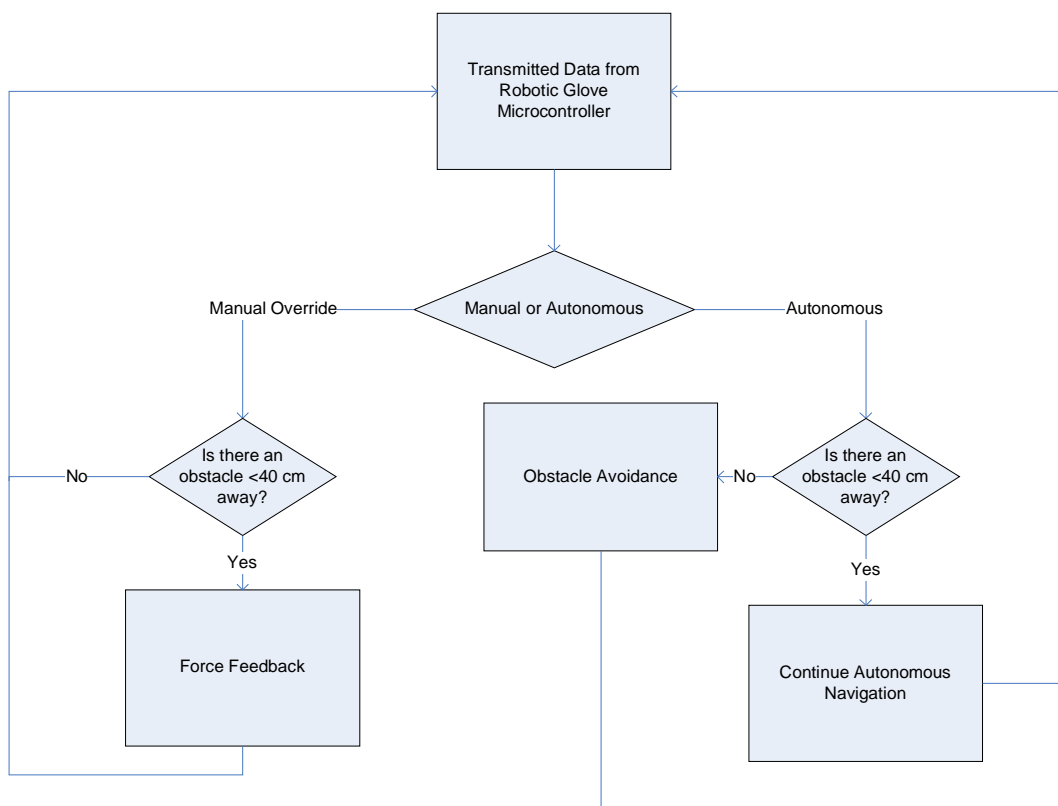 Transmitted Data from
Robotic Glove
Microcontroller
Manual Override
Manual or Autonomous
Autonomous
No
Is there an
obstacle <40 cm
away?
Obstacle Avoidance
No
Is there an
obstacle <40 cm
away?
Yes
Yes
Force Feedback
Continue Autonomous
Navigation